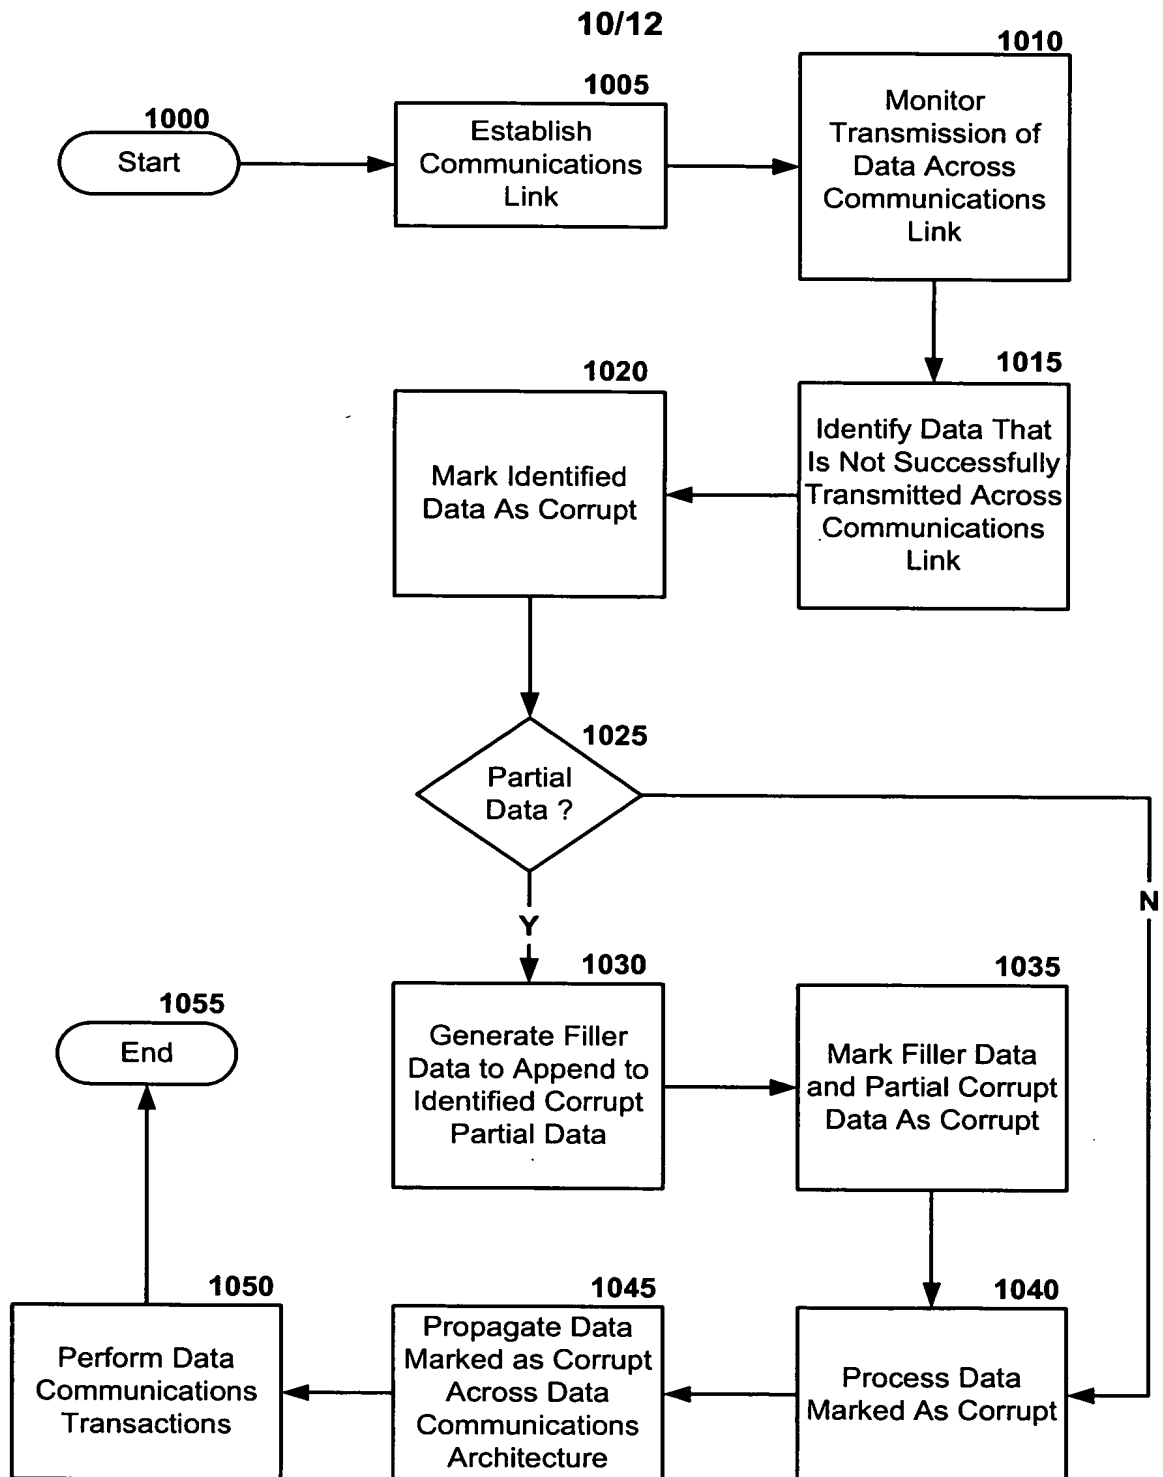 10/12
1000
Start
1005
Establish
Communications
Link
1010
Monitor
Transmission of
Data Across
Communications
Link
1015
Identify Data That
Is Not Successfully
Transmitted Across
Communications
Link
1020
Mark Identified
Data As Corrupt
1025
Partial
Data ?
N
Y
1030
Generate Filler
Data to Append to
Identified Corrupt
Partial Data
1035
Mark Filler Data
and Partial Corrupt
Data As Corrupt
1040
Process Data
Marked As Corrupt
1045
Propagate Data
Marked as Corrupt
Across Data
Communications
Architecture
1050
Perform Data
Communications
Transactions
1055
End